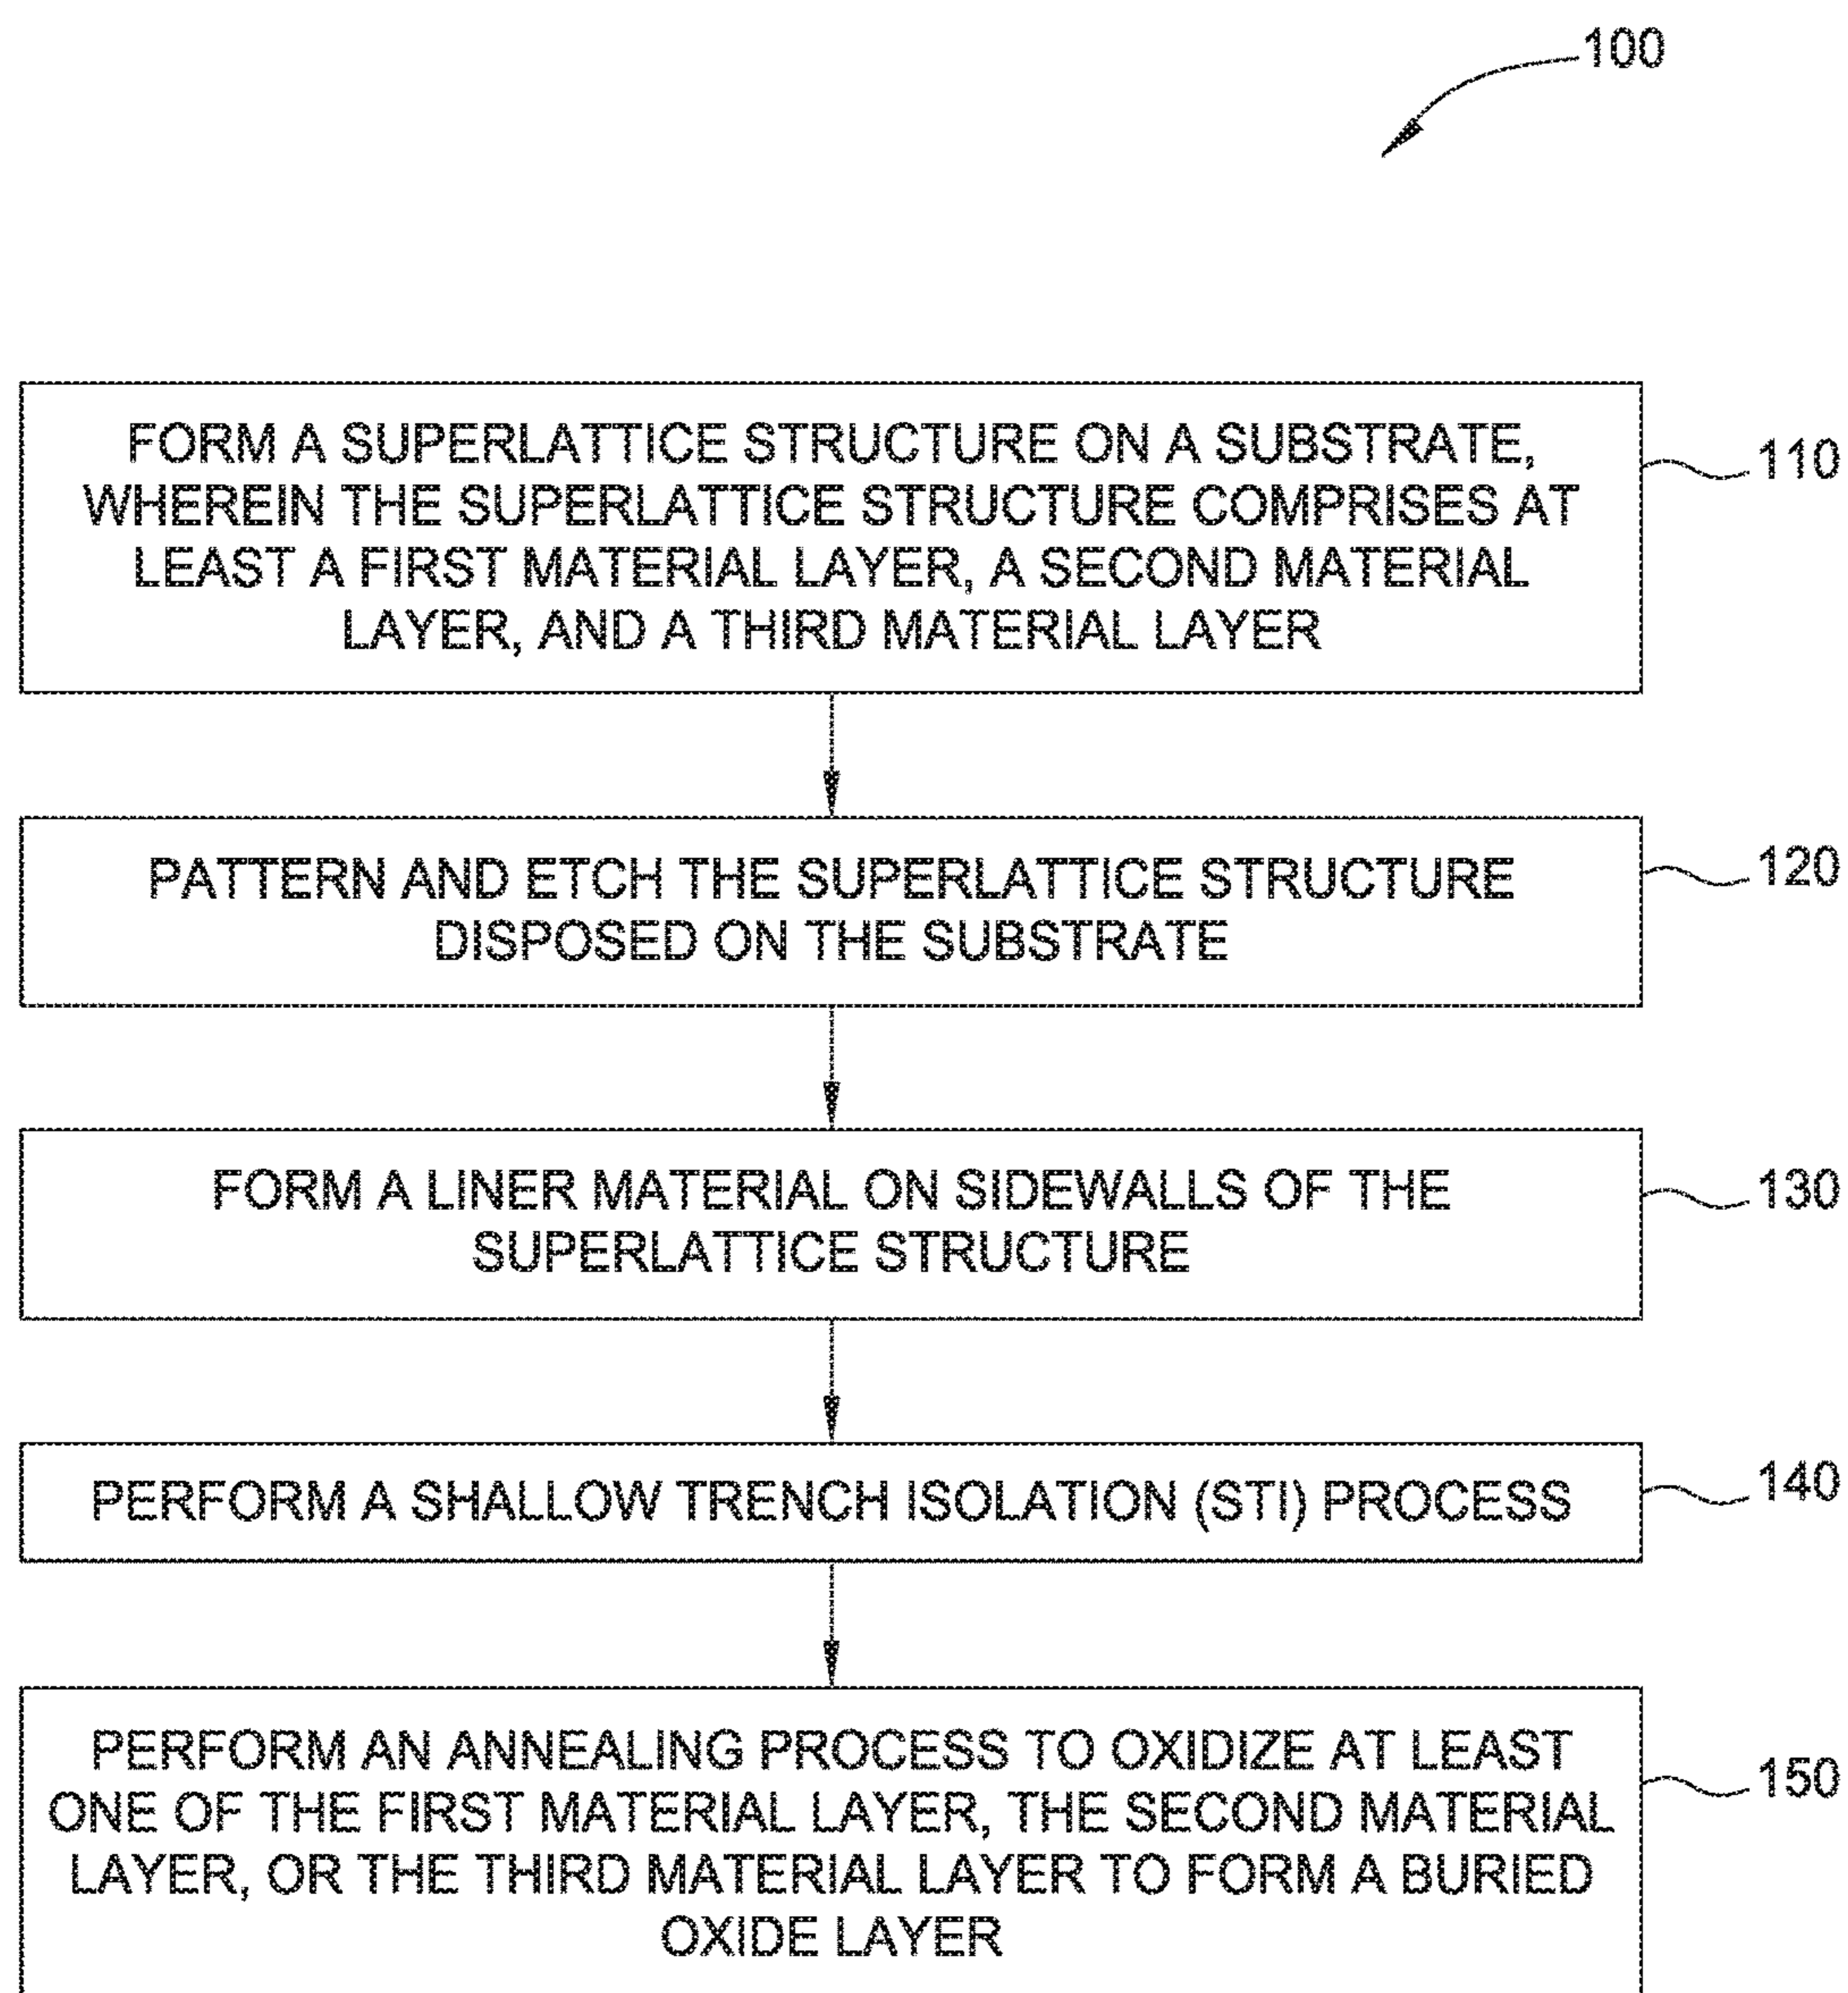 100
FORM A SUPERLATTICE STRUCTURE ON A SUBSTRATE,
WHEREIN THE SUPERLATTICE STRUCTURE COMPRISES AT
LEAST A FIRST MATERIAL LAYER, A SECOND MATERIAL
LAYER, AND A THIRD MATERIAL LAYER
110
PATTERN AND ETCH THE SUPERLATTICE STRUCTURE
DISPOSED ON THE SUBSTRATE
120
FORM A LINER MATERIAL ON SIDEWALLS OF THE
SUPERLATTICE STRUCTURE
130
PERFORM A SHALLOW TRENCH ISOLATION (STI) PROCESS
140
PERFORM AN ANNEALING PROCESS TO OXIDIZE AT LEAST
ONE OF THE FIRST MATERIAL LAYER, THE SECOND MATERIAL
LAYER, OR THE THIRD MATERIAL LAYER TO FORM A BURIED
OXIDE LAYER
150